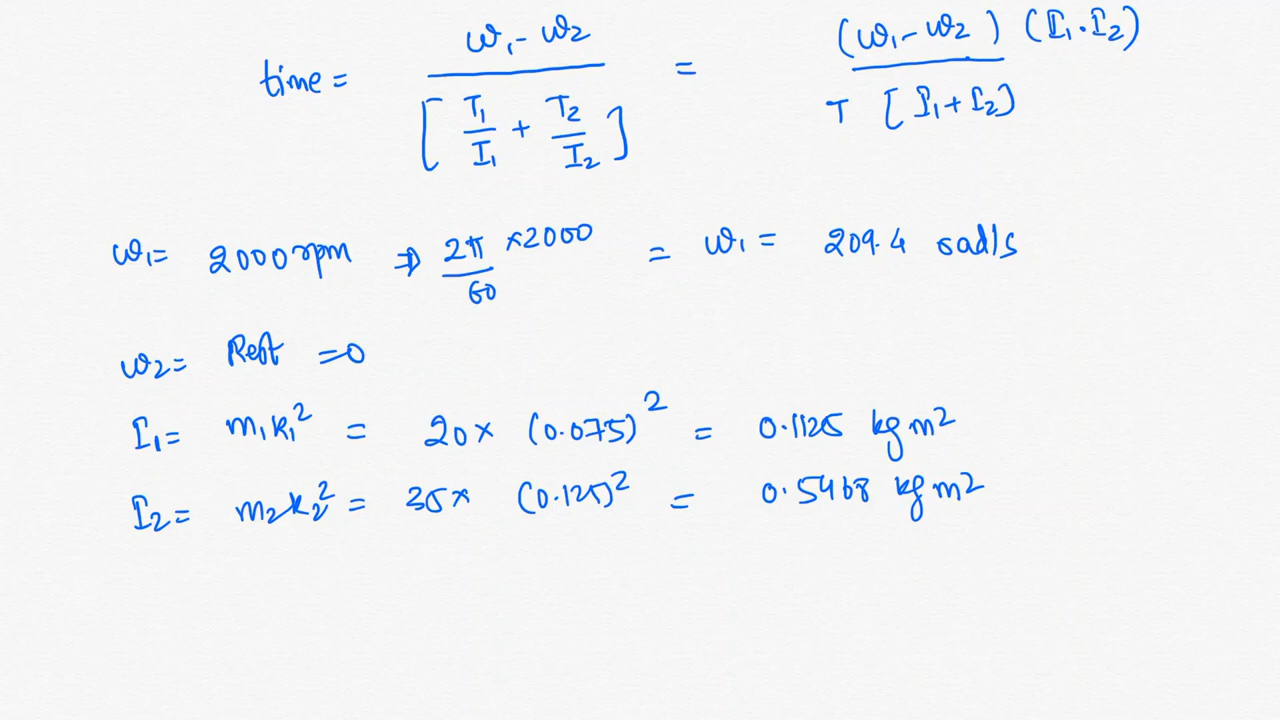 time = ω₁ - ω₂ / [ T₁/I₁ + T₂/I₂ ] = (ω₁ - ω₂) (I₁ · I₂) / T [ I₁ + I₂ ]
ω₁ = 2000 rpm ⇒ 2π/60 × 2000 = ω₁ = 209.4 rad/s
ω₂ = Rest = 0
I₁ = m₁k₁² = 20 × (0.075)² = 0.1125 kg m²
I₂ = m₂k₂² = 35 × (0.125)² = 0.5468 kg m²